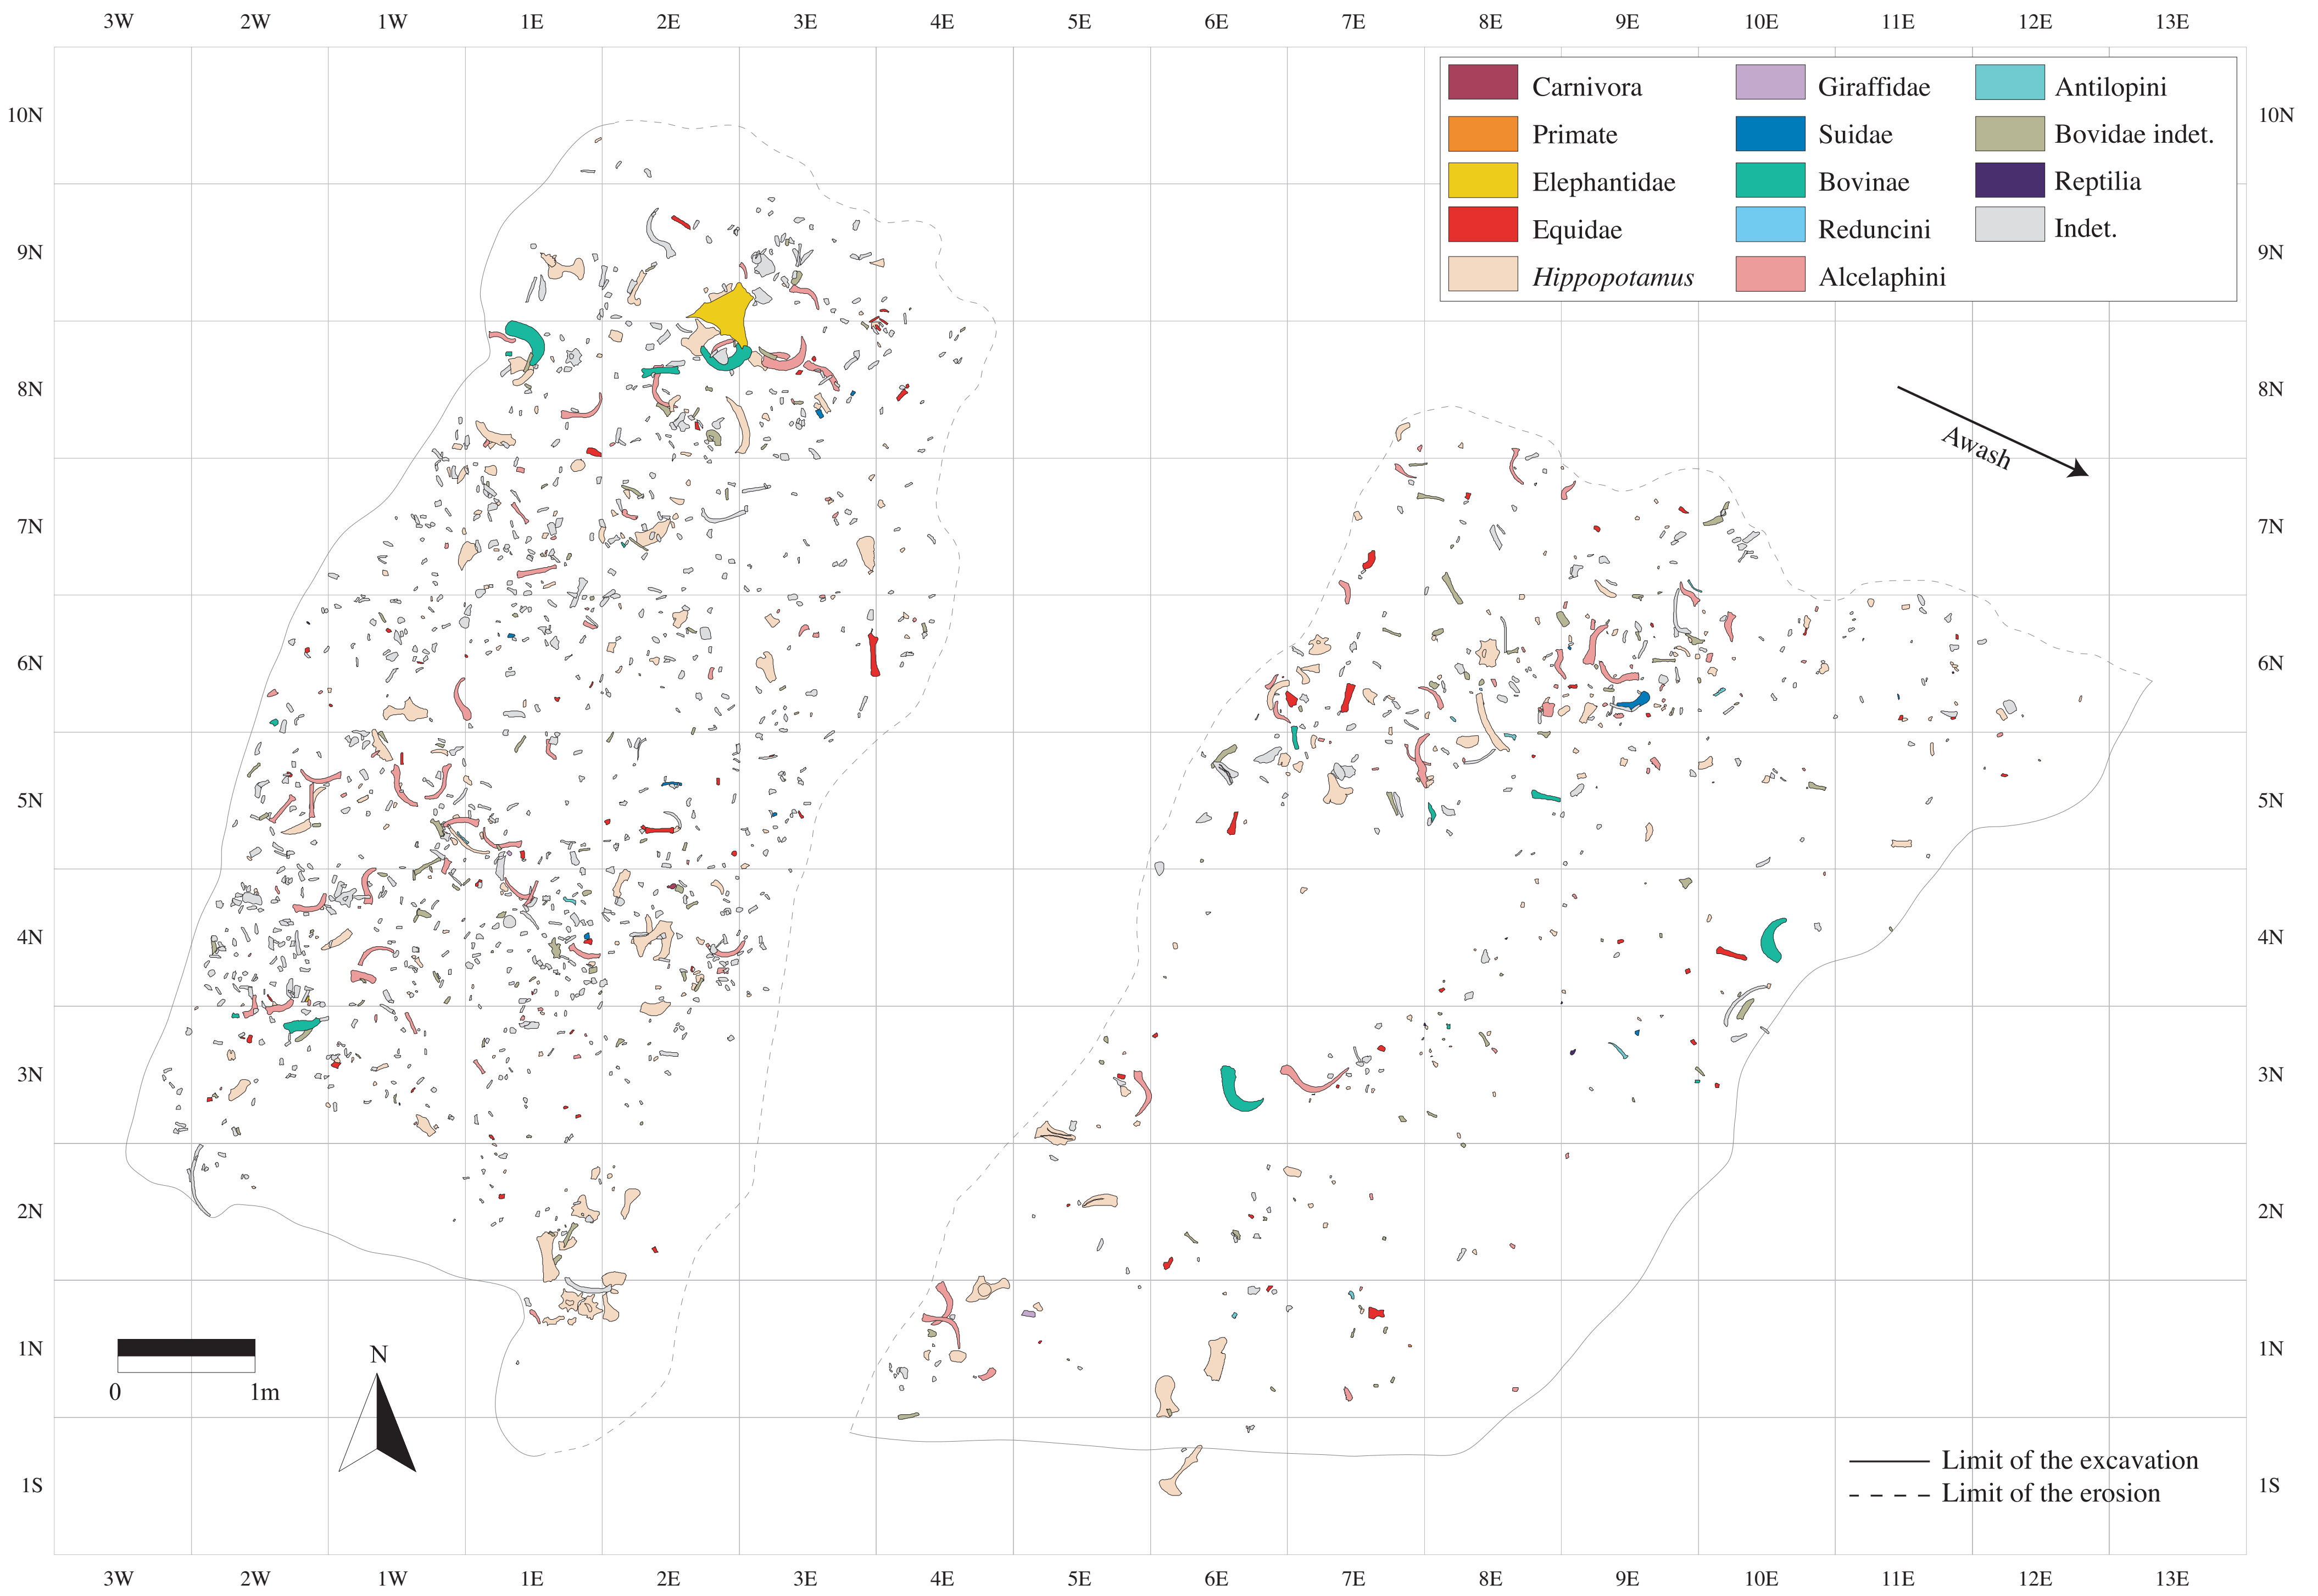 3W 2W 1W 1E 2E 3E 4E 5E 6E 7E 8E 9E 10E 11E 12E 13E
10N 10N
9N 9N
8N 8N
7N 7N
6N 6N
5N 5N
4N 4N
3N 3N
2N 2N
1N 1N
1S 1S
Carnivora
Primate
Elephantidae
Equidae
Hippopotamus
Giraffidae
Suidae
Bovinae
Reduncini
Alcelaphini
Antilopini
Bovidae indet.
Reptilia
Indet.
Awash
0 1m
N
Limit of the excavation
Limit of the erosion
3W 2W 1W 1E 2E 3E 4E 5E 6E 7E 8E 9E 10E 11E 12E 13E